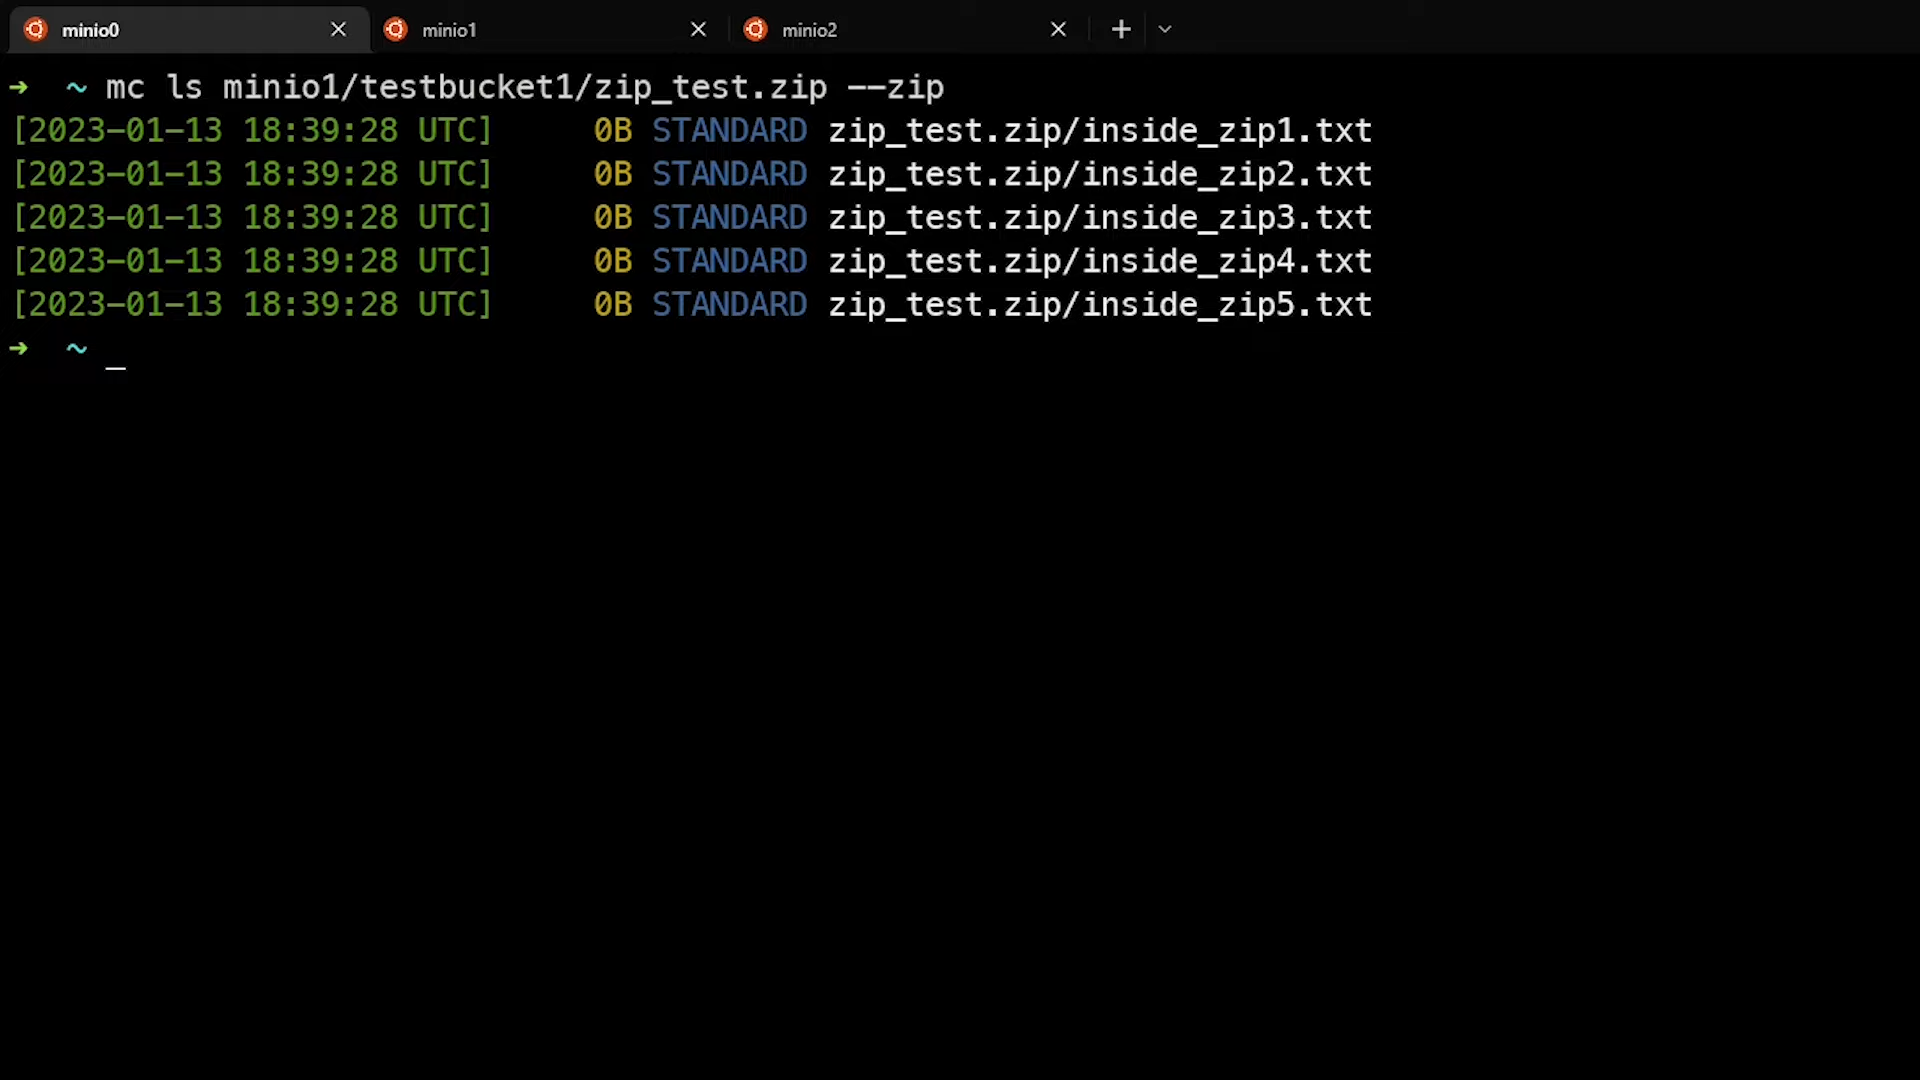 minio0 minio1 minio2
→ ~ mc ls minio1/testbucket1/zip_test.zip --zip
[2023-01-13 18:39:28 UTC] 0B STANDARD zip_test.zip/inside_zip1.txt
[2023-01-13 18:39:28 UTC] 0B STANDARD zip_test.zip/inside_zip2.txt
[2023-01-13 18:39:28 UTC] 0B STANDARD zip_test.zip/inside_zip3.txt
[2023-01-13 18:39:28 UTC] 0B STANDARD zip_test.zip/inside_zip4.txt
[2023-01-13 18:39:28 UTC] 0B STANDARD zip_test.zip/inside_zip5.txt
→ ~ _